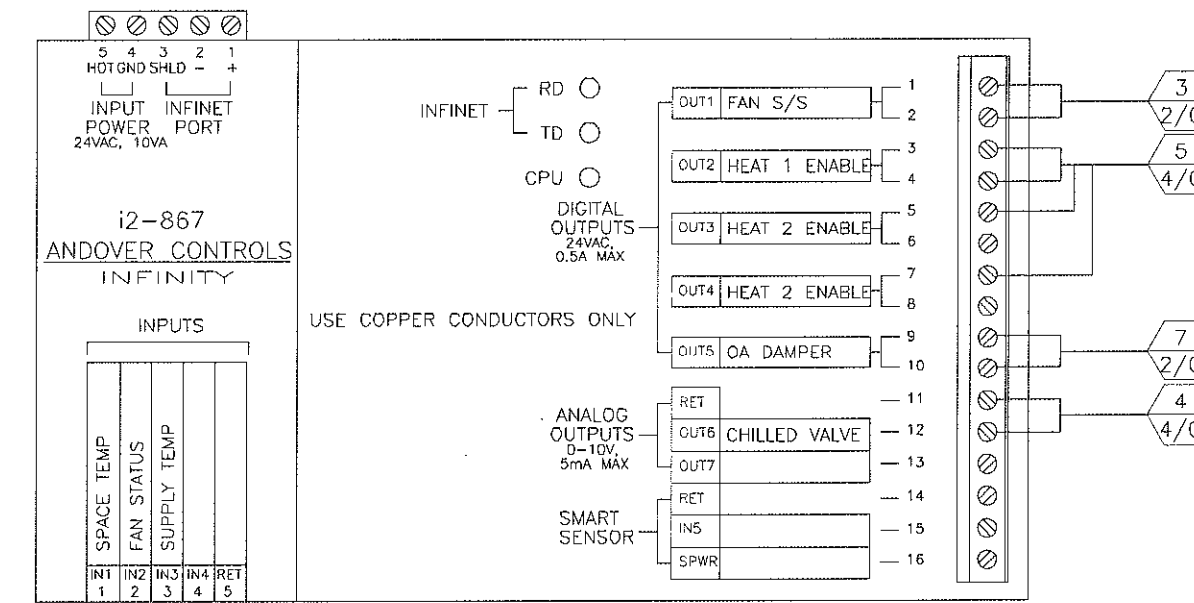 5 4 3 2 1
HOT GND SHLD - +
INPUT POWER
24VAC, 10VA
INFINET PORT
i2-867
ANDOVER CONTROLS
INFINITY
INPUTS
SPACE TEMP
FAN STATUS
SUPPLY TEMP
IN1 IN2 IN3 IN4 RET
1 2 3 4 5
INFINET
RD
TD
CPU
USE COPPER CONDUCTORS ONLY
DIGITAL
OUTPUTS
24VAC,
0.5A MAX
OUT1 FAN S/S 1
2
OUT2 HEAT 1 ENABLE 3
4
OUT3 HEAT 2 ENABLE 5
6
OUT4 HEAT 2 ENABLE 7
8
OUT5 OA DAMPER 9
10
ANALOG
OUTPUTS
0-10V,
5mA MAX
RET 11
OUT6 CHILLED VALVE 12
OUT7 13
SMART
SENSOR
RET 14
IN5 15
SPWR 16
3
5
7
4